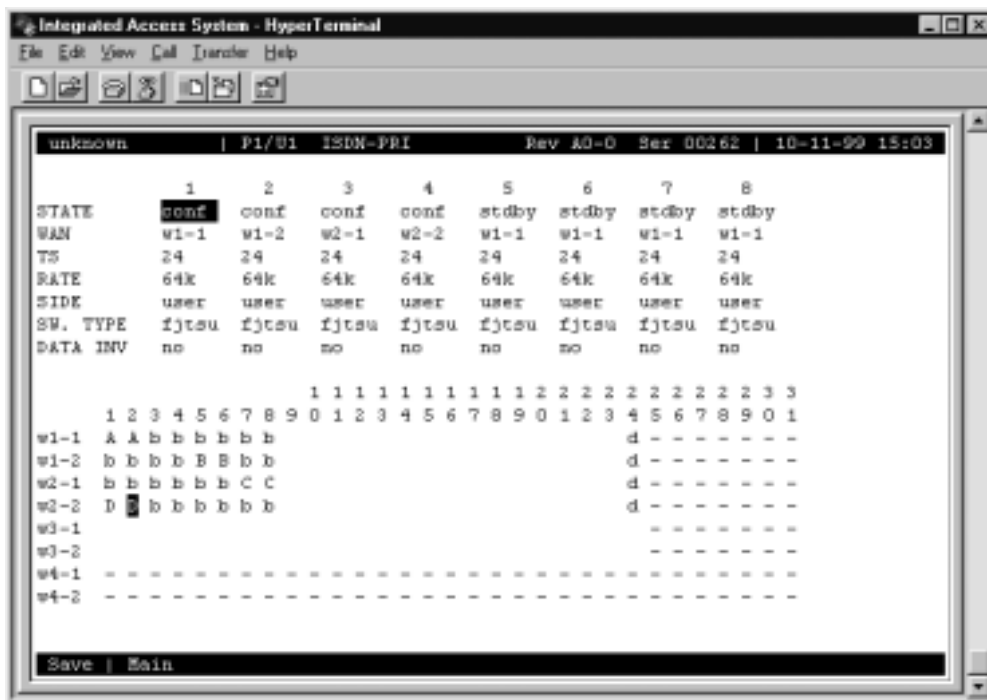 Integrated Access System - HyperTerminal
File Edit View Call Transfer Help
unknown | P1/U1 ISDN-PRI Rev A0-0 Ser 00262 | 10-11-99 15:03
1 2 3 4 5 6 7 8
STATE conf conf conf conf stdby stdby stdby stdby
WAN w1-1 w1-2 w2-1 w2-2 w1-1 w1-1 w1-1 w1-1
TS 24 24 24 24 24 24 24 24
RATE 64k 64k 64k 64k 64k 64k 64k 64k
SIDE user user user user user user user user
SW. TYPE fjtsu fjtsu fjtsu fjtsu fjtsu fjtsu fjtsu fjtsu
DATA INV no no no no no no no no
1 1 1 1 1 1 1 1 1 1 2 2 2 2 2 2 2 2 2 2 3 3
1 2 3 4 5 6 7 8 9 0 1 2 3 4 5 6 7 8 9 0 1 2 3 4 5 6 7 8 9 0 1
w1-1 A A b b b b b b d - - - - - - -
w1-2 b b b b B B b b d - - - - - - -
w2-1 b b b b b b C C d - - - - - - -
w2-2 D D b b b b b b d - - - - - - -
w3-1 - - - - - - -
w3-2 - - - - - - -
w4-1 - - - - - - - - - - - - - - - - - - - - - - - - - - - - - - -
w4-2 - - - - - - - - - - - - - - - - - - - - - - - - - - - - - - -
Save | Main